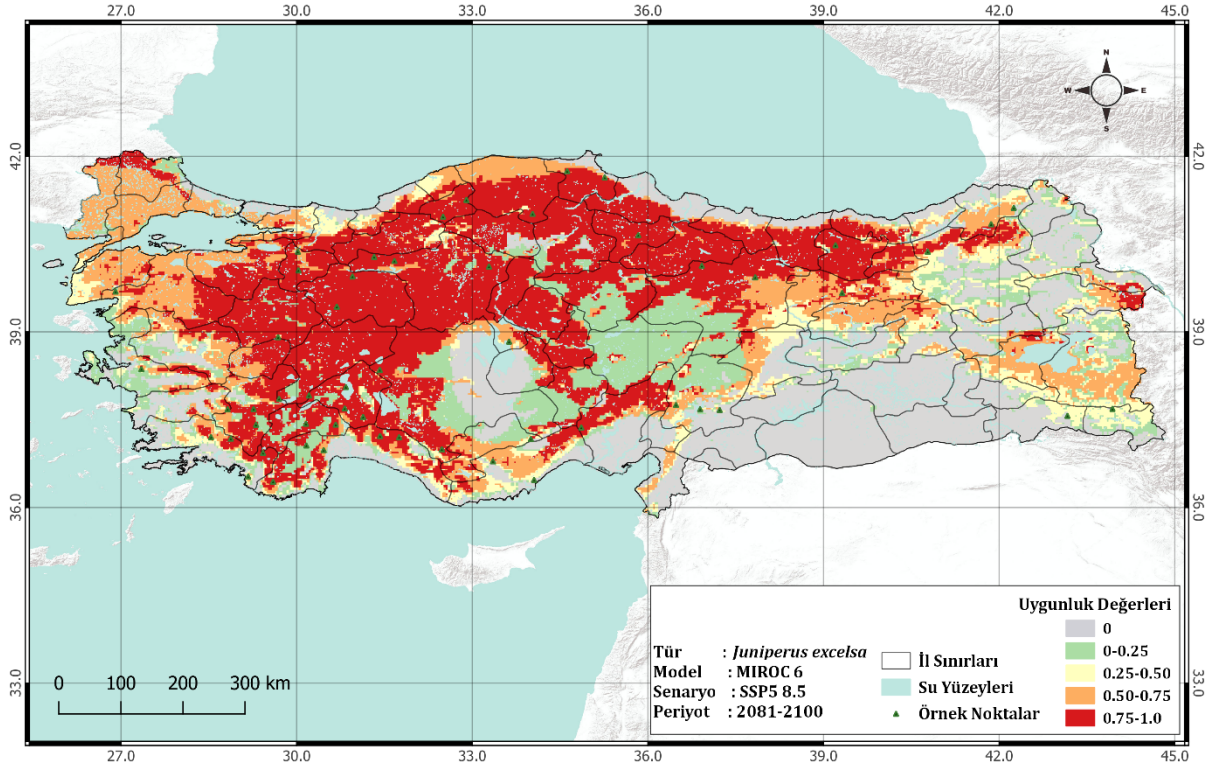 27.0 30.0 33.0 36.0 39.0 42.0 45.0
N
W E
S
42.0 42.0
39.0 39.0
36.0 36.0
33.0 33.0
Uygunluk Değerleri
0
0-0.25
0.25-0.50
0.50-0.75
0.75-1.0
Tür : Juniperus excelsa
Model : MIROC 6
Senaryo : SSP5 8.5
Periyot : 2081-2100
İl Sınırları
Su Yüzeyleri
Örnek Noktalar
0 100 200 300 km
27.0 30.0 33.0 36.0 39.0 42.0 45.0